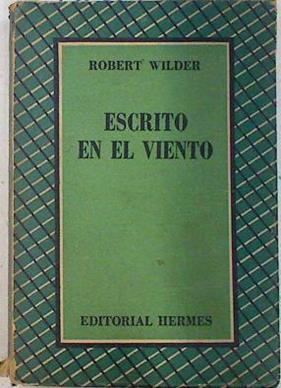 ROBERT WILDER
ESCRITO
EN EL VIENTO
EDITORIAL HERMES